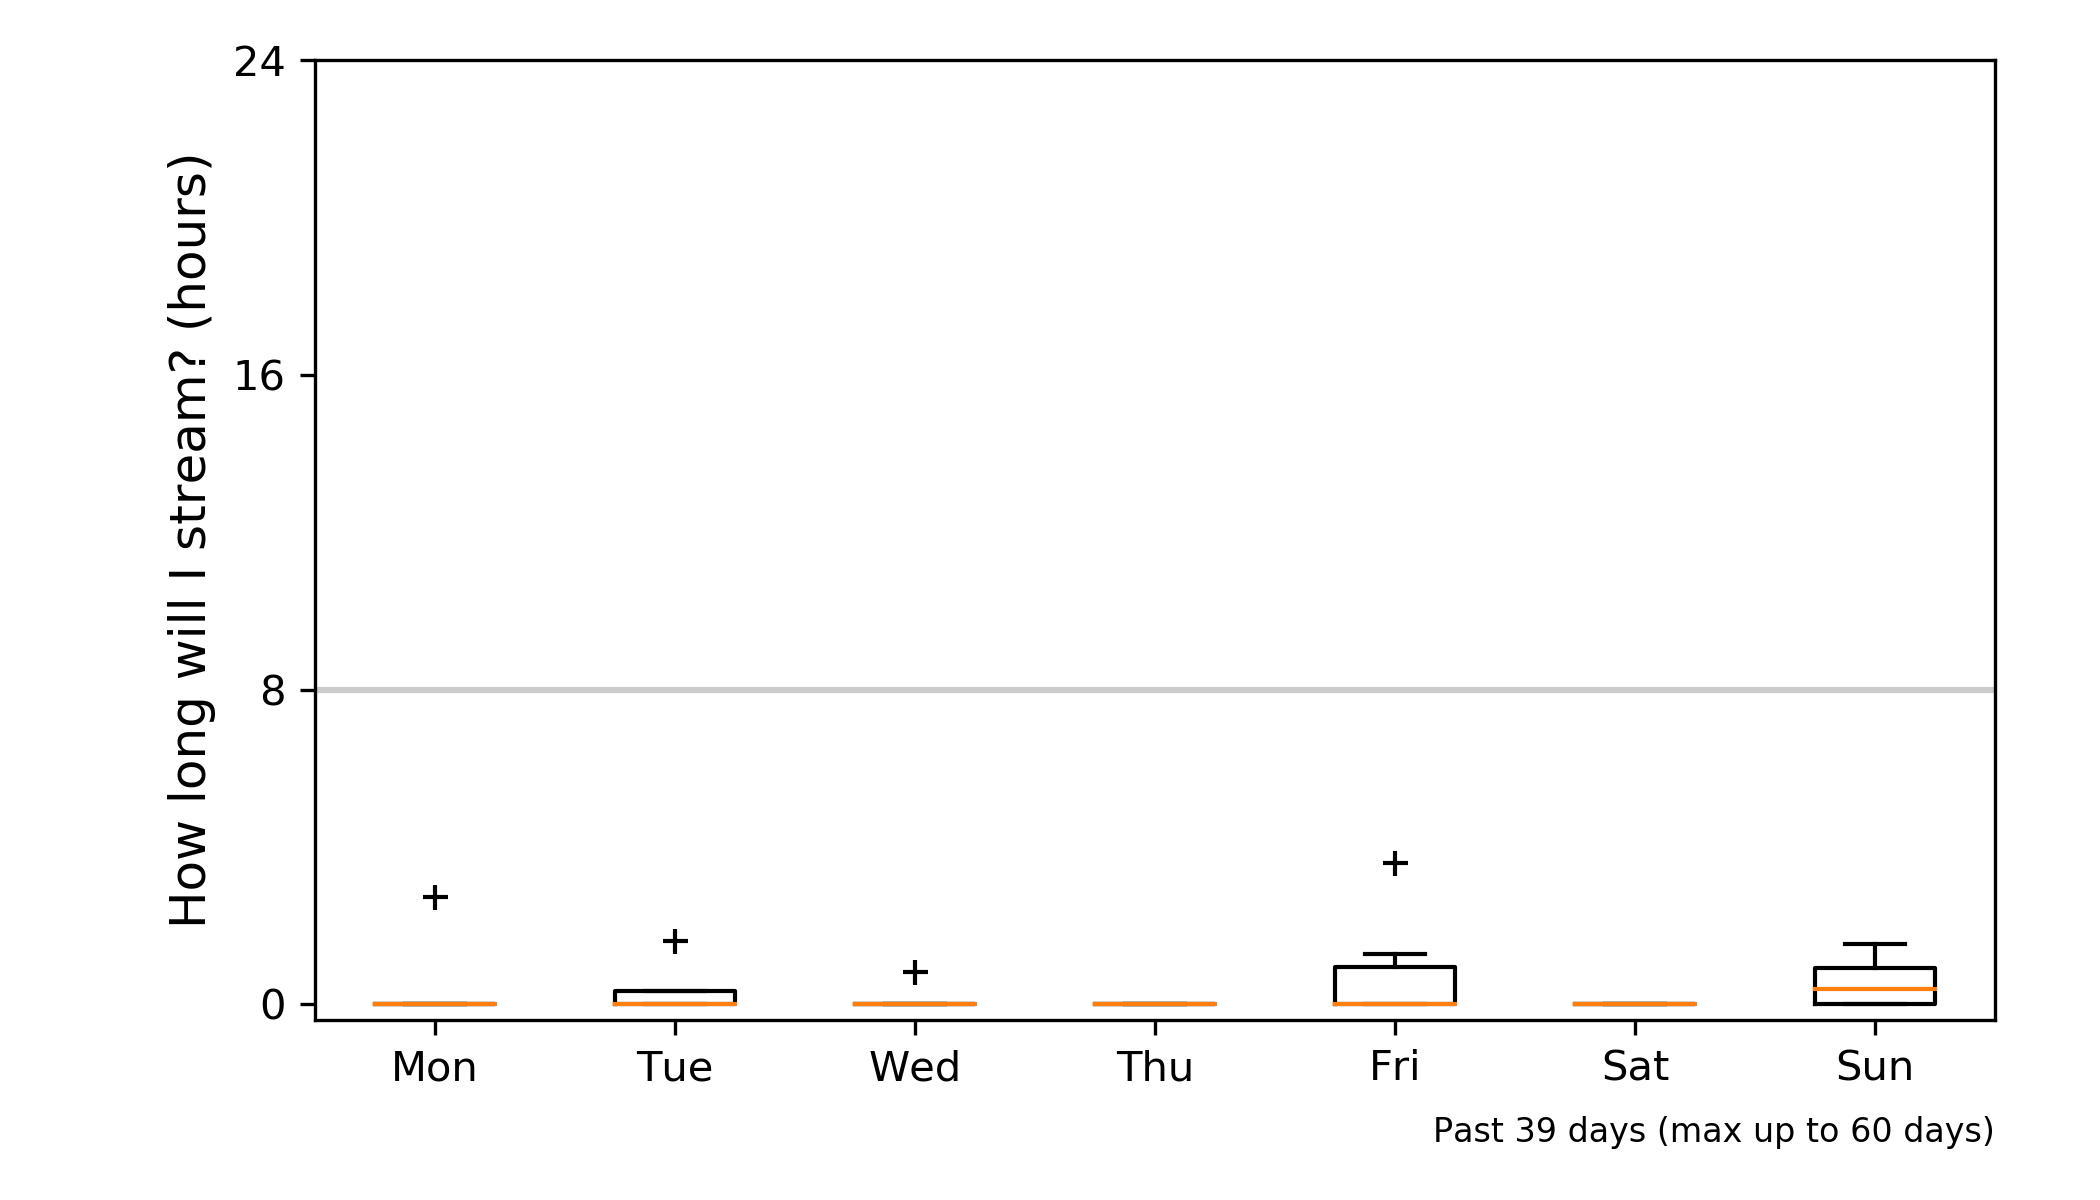 How long will I stream? (hours)
24
16
8
0
Mon Tue Wed Thu Fri Sat Sun
Past 39 days (max up to 60 days)